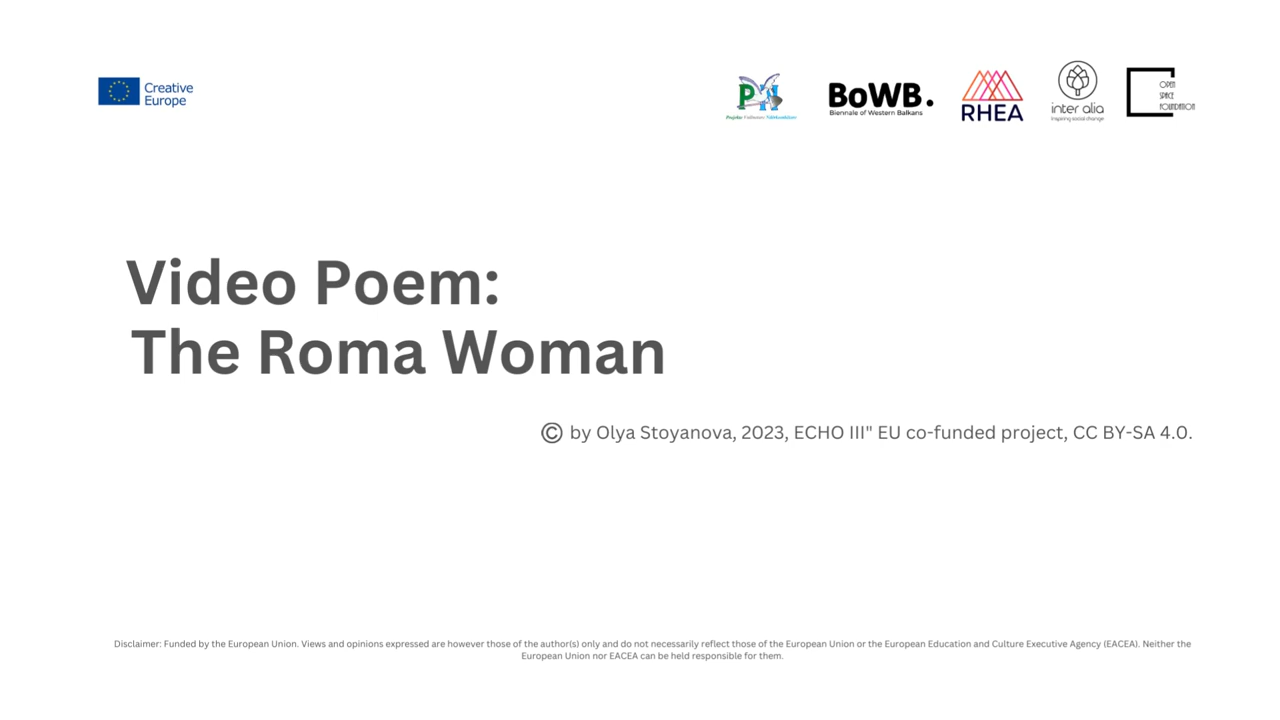 Creative
Europe
PN
Projekte Vullnetare Ndërkombëtare
BoWB.
Biennale of Western Balkans
RHEA
inter alia
inspiring social change
OPEN
SPACE
FOUNDATION
Video Poem:
The Roma Woman
© by Olya Stoyanova, 2023, ECHO III" EU co-funded project, CC BY-SA 4.0.
Disclaimer: Funded by the European Union. Views and opinions expressed are however those of the author(s) only and do not necessarily reflect those of the European Union or the European Education and Culture Executive Agency (EACEA). Neither the
European Union nor EACEA can be held responsible for them.